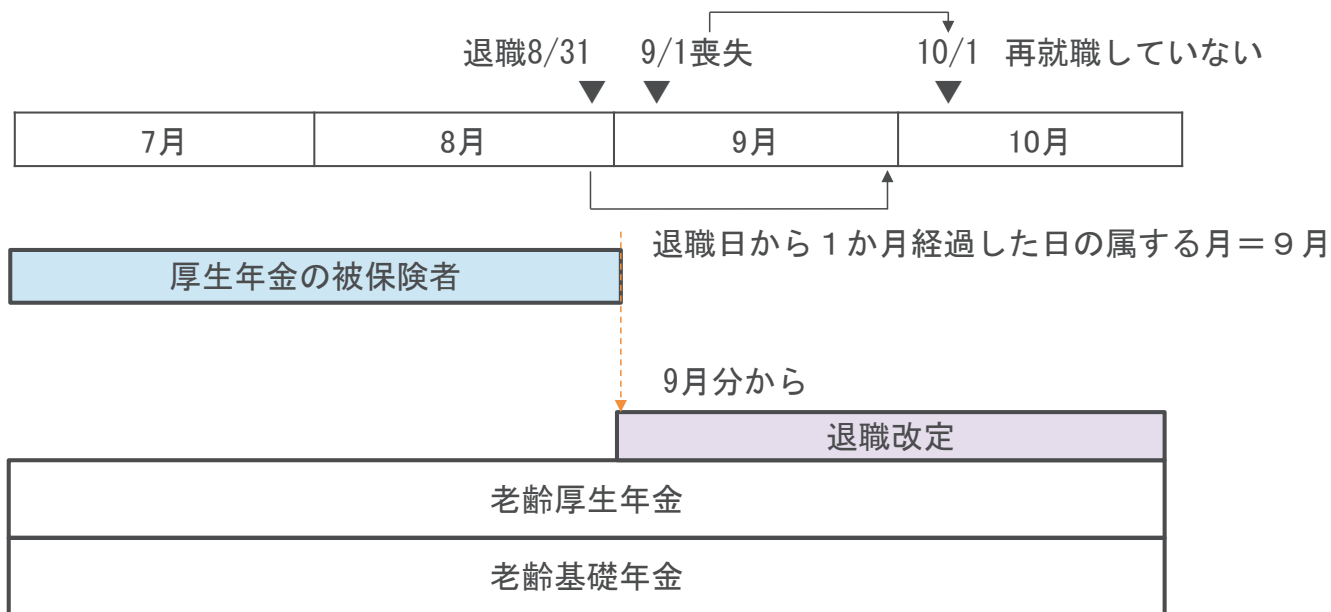 退職8/31 9/1喪失 10/1 再就職していない
7月 8月 9月 10月
退職日から１か月経過した日の属する月＝９月
厚生年金の被保険者
9月分から
退職改定
老齢厚生年金
老齢基礎年金